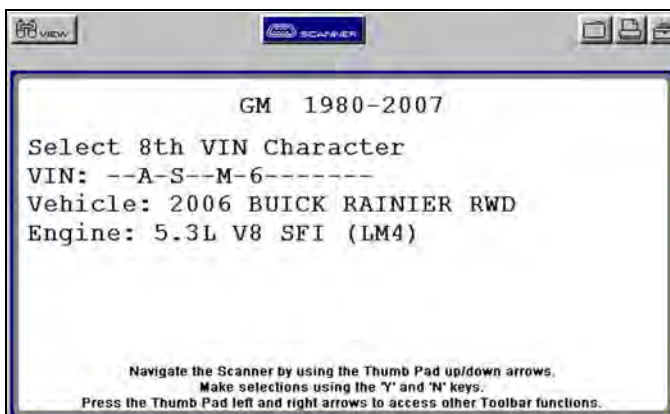 VIEW
SCANNER
GM 1980-2007
Select 8th VIN Character
VIN: --A-S--M-6-------
Vehicle: 2006 BUICK RAINIER RWD
Engine: 5.3L V8 SFI (LM4)
Navigate the Scanner by using the Thumb Pad up/down arrows.
Make selections using the 'Y' and 'N' keys.
Press the Thumb Pad left and right arrows to access other Toolbar functions.